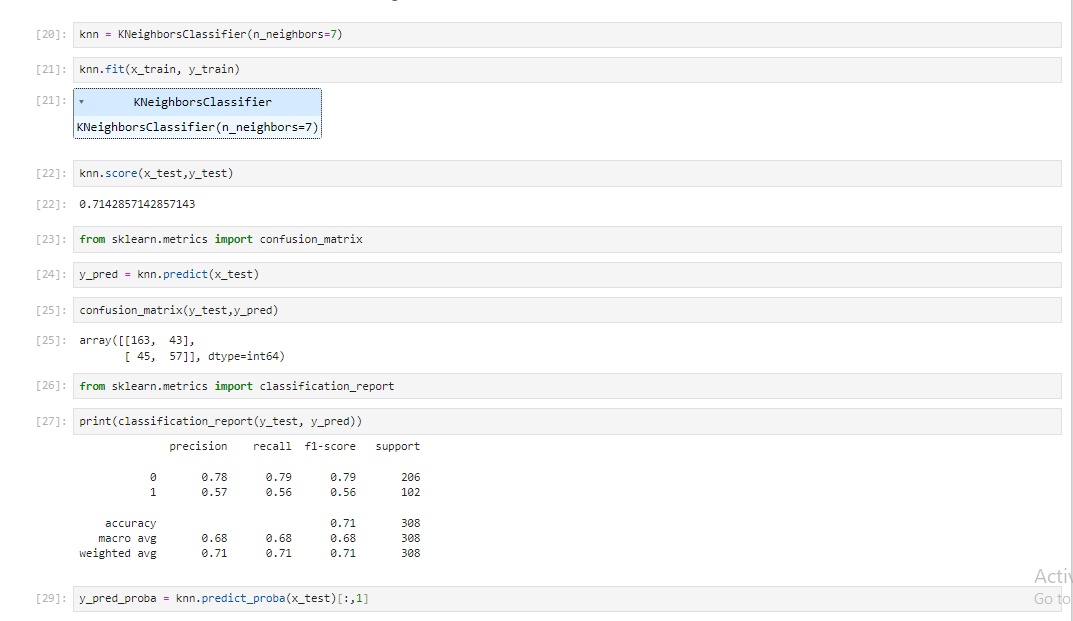 [20]: knn = KNeighborsClassifier(n_neighbors=7)
[21]: knn.fit(x_train, y_train)
[21]: ▾ KNeighborsClassifier
KNeighborsClassifier(n_neighbors=7)
[22]: knn.score(x_test,y_test)
[22]: 0.7142857142857143
[23]: from sklearn.metrics import confusion_matrix
[24]: y_pred = knn.predict(x_test)
[25]: confusion_matrix(y_test,y_pred)
[25]: array([[163, 43],
[ 45, 57]], dtype=int64)
[26]: from sklearn.metrics import classification_report
[27]: print(classification_report(y_test, y_pred))
precision recall f1-score support
0 0.78 0.79 0.79 206
1 0.57 0.56 0.56 102
accuracy 0.71 308
macro avg 0.68 0.68 0.68 308
weighted avg 0.71 0.71 0.71 308
Activ
[29]: y_pred_proba = knn.predict_proba(x_test)[:,1]
Go to